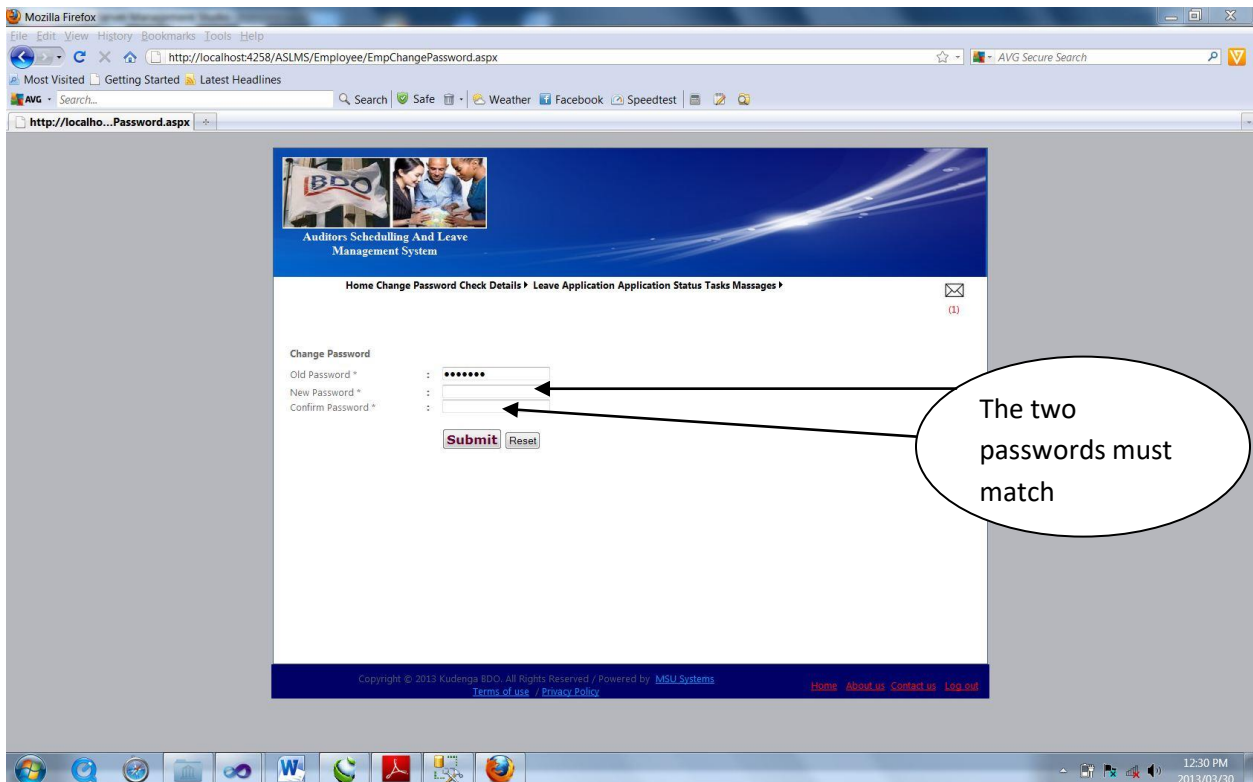 Mozilla Firefox
File Edit View History Bookmarks Tools Help
http://localhost:4258/ASLMS/Employee/EmpChangePassword.aspx
AVG Secure Search
Most Visited Getting Started Latest Headlines
AVG Search... Search Safe Weather Facebook Speedtest
http://localho...Password.aspx
BDO
Auditors Schedulling And Leave
Management System
Home Change Password Check Details Leave Application Application Status Tasks Massages
(1)
Change Password
Old Password * : •••••••
New Password * :
Confirm Password * :
Submit Reset
The two
passwords must
match
Copyright © 2013 Kudenga BDO. All Rights Reserved / Powered by MSU Systems
Terms of use / Privacy Policy
Home About us Contact us Log out
12:30 PM
2013/03/30